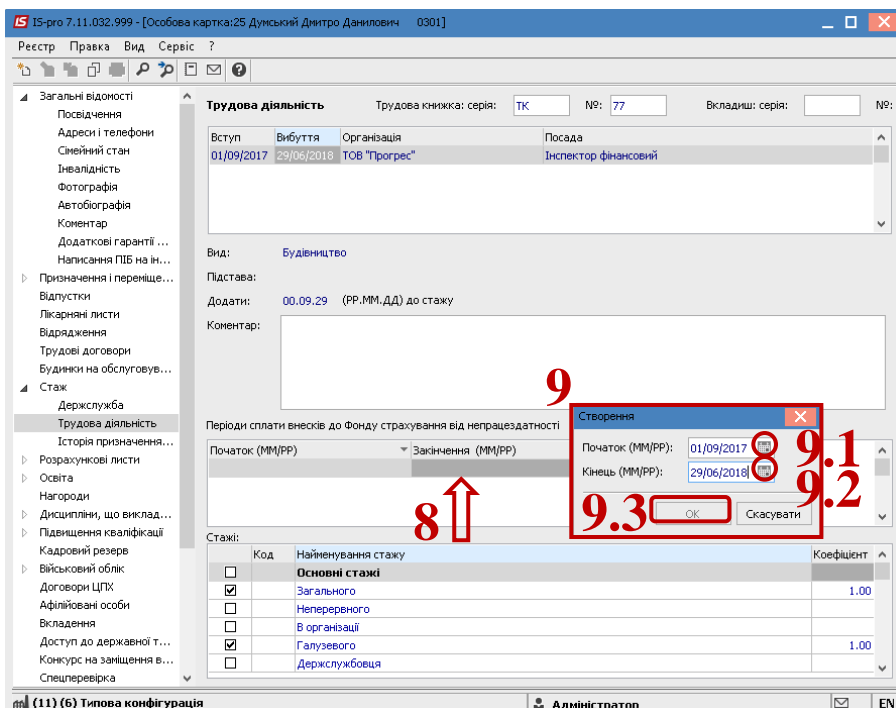 IS-pro 7.11.032.999 - [Особова картка:25 Думський Дмитро Данилович 0301]
Реєстр Правка Вид Сервіс ?
Загальні відомості
Посвідчення
Адреси і телефони
Сімейний стан
Інвалідність
Фотографія
Автобіографія
Коментар
Додаткові гарантії ...
Написання ПІБ на ін...
Призначення і переміще...
Відпустки
Лікарняні листи
Відрядження
Трудові договори
Будинки на обслуговув...
Стаж
Держслужба
Трудова діяльність
Історія призначення...
Розрахункові листи
Освіта
Нагороди
Дисципліни, що виклад...
Підвищення кваліфікації
Кадровий резерв
Військовий облік
Договори ЦПХ
Афілійовані особи
Вкладення
Доступ до державної т...
Конкурс на заміщення в...
Спецперевірка
Трудова діяльність Трудова книжка: серія: ТК №: 77 Вкладиш: серія: №:
Вступ Вибуття Організація Посада
01/09/2017 29/06/2018 ТОВ "Прогрес" Інспектор фінансовий
Вид: Будівництво
Підстава:
Додати: 00.09.29 (РР.ММ.ДД) до стажу
Коментар:
Періоди сплати внесків до Фонду страхування від непрацездатності
Початок (ММ/РР) Закінчення (ММ/РР)
8
9
Створення
Початок (ММ/РР): 01/09/2017 9.1
Кінець (ММ/РР): 29/06/2018 9.2
9.3 OK Скасувати
Стажі:
Код Найменування стажу Коефіцієнт
Основні стажі
Загального 1.00
Неперервного
В організації
Галузевого 1.00
Держслужбовця
(11) (6) Типова конфігурація Адміністратор EN